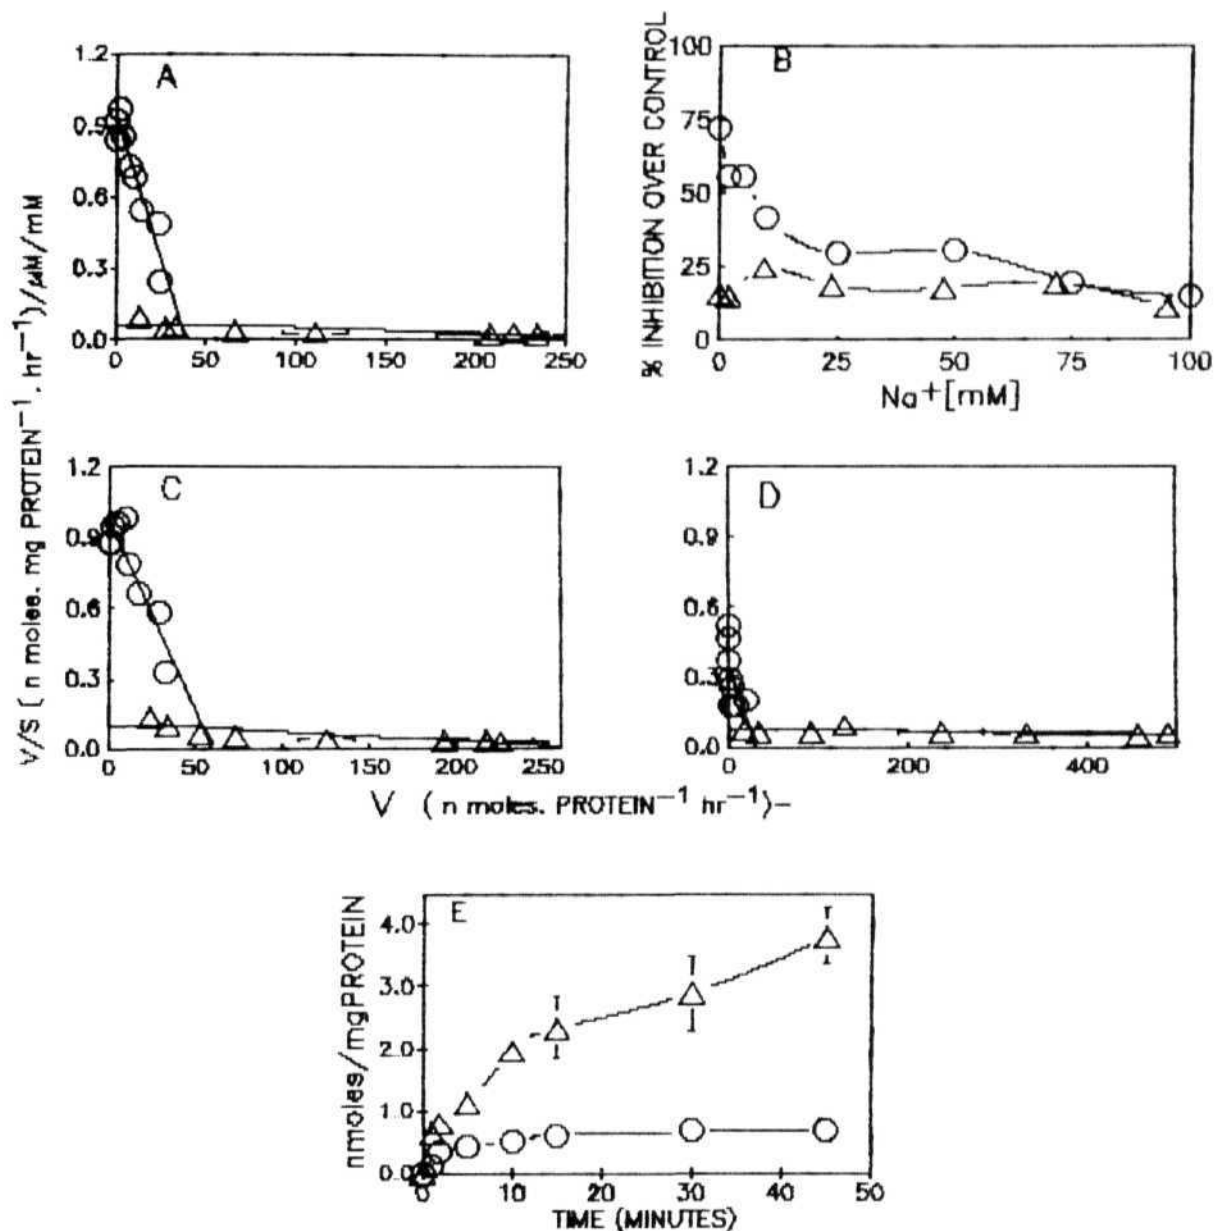 A
1.2
0.9
0.6
0.3
0.0
0 50 100 150 200 250
B
% INHIBITION OVER CONTROL
100
75
50
25
0
0 25 50 75 100
Na+[mM]
V/S ( n moles. mg PROTEIN⁻¹, hr⁻¹)/μM/mM
C
1.2
0.9
0.6
0.3
0.0
0 50 100 150 200 250
D
1.2
0.9
0.6
0.3
0.0
0 200 400
V ( n moles. PROTEIN⁻¹ hr⁻¹)–
E
nmoles/mgPROTEIN
4.0
3.0
2.0
1.0
0.0
0 10 20 30 40 50
TIME (MINUTES)